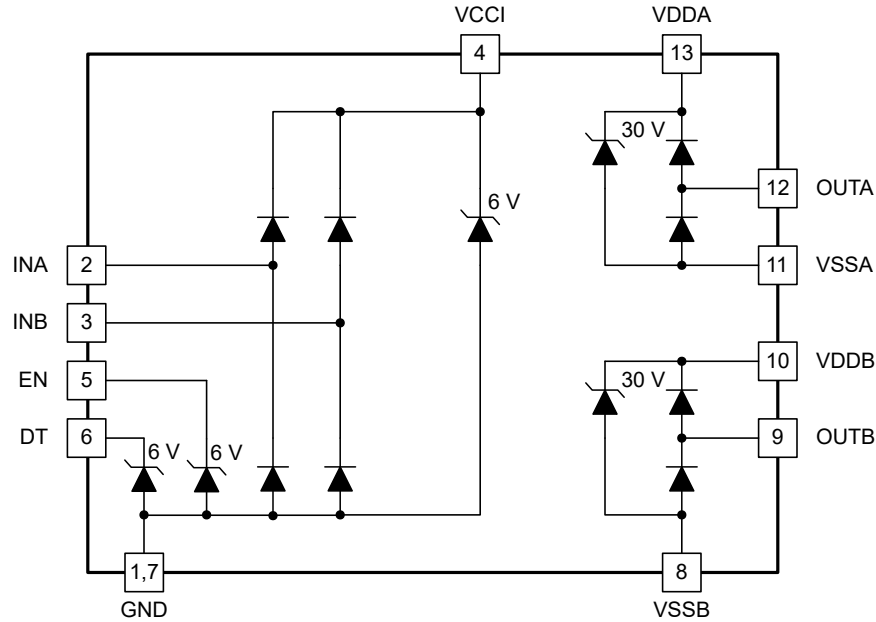 VCCI
VDDA
4
13
30 V
12
OUTA
6 V
INA
2
11
VSSA
INB
3
EN
5
10
VDDB
30 V
DT
6
9
OUTB
6 V
6 V
1,7
8
GND
VSSB